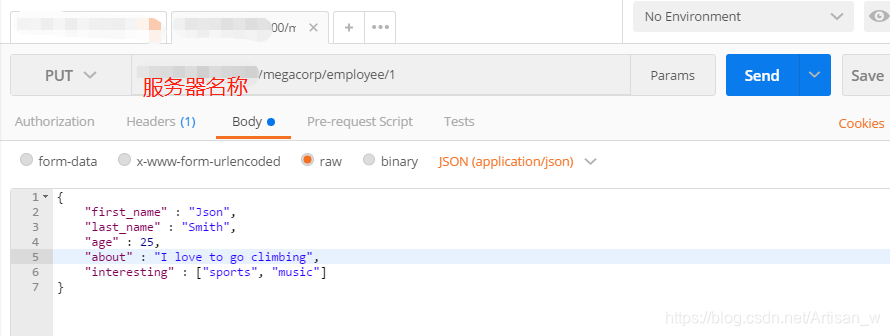 00/m
No Environment
PUT
/megacorp/employee/1
Params
Send
Save
服务器名称
Authorization
Headers (1)
Body
Pre-request Script
Tests
Cookies
form-data
x-www-form-urlencoded
raw
binary
JSON (application/json)
1 {
2 "first_name" : "Json",
3 "last_name" : "Smith",
4 "age" : 25,
5 "about" : "I love to go climbing",
6 "interesting" : ["sports", "music"]
7 }
https://blog.csdn.net/Artisan_w